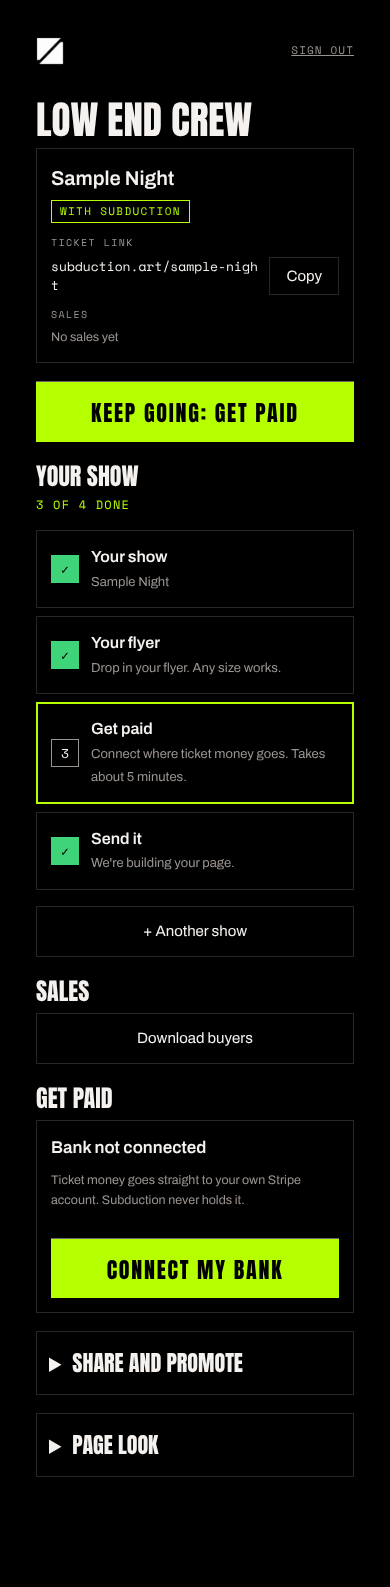 SIGN OUT
LOW END CREW
Sample Night
WITH SUBDUCTION
TICKET LINK
subduction.art/sample-nigh
t
Copy
SALES
No sales yet
KEEP GOING: GET PAID
YOUR SHOW
3 OF 4 DONE
✓
Your show
Sample Night
✓
Your flyer
Drop in your flyer. Any size works.
3
Get paid
Connect where ticket money goes. Takes
about 5 minutes.
✓
Send it
We're building your page.
+ Another show
SALES
Download buyers
GET PAID
Bank not connected
Ticket money goes straight to your own Stripe
account. Subduction never holds it.
CONNECT MY BANK
SHARE AND PROMOTE
PAGE LOOK